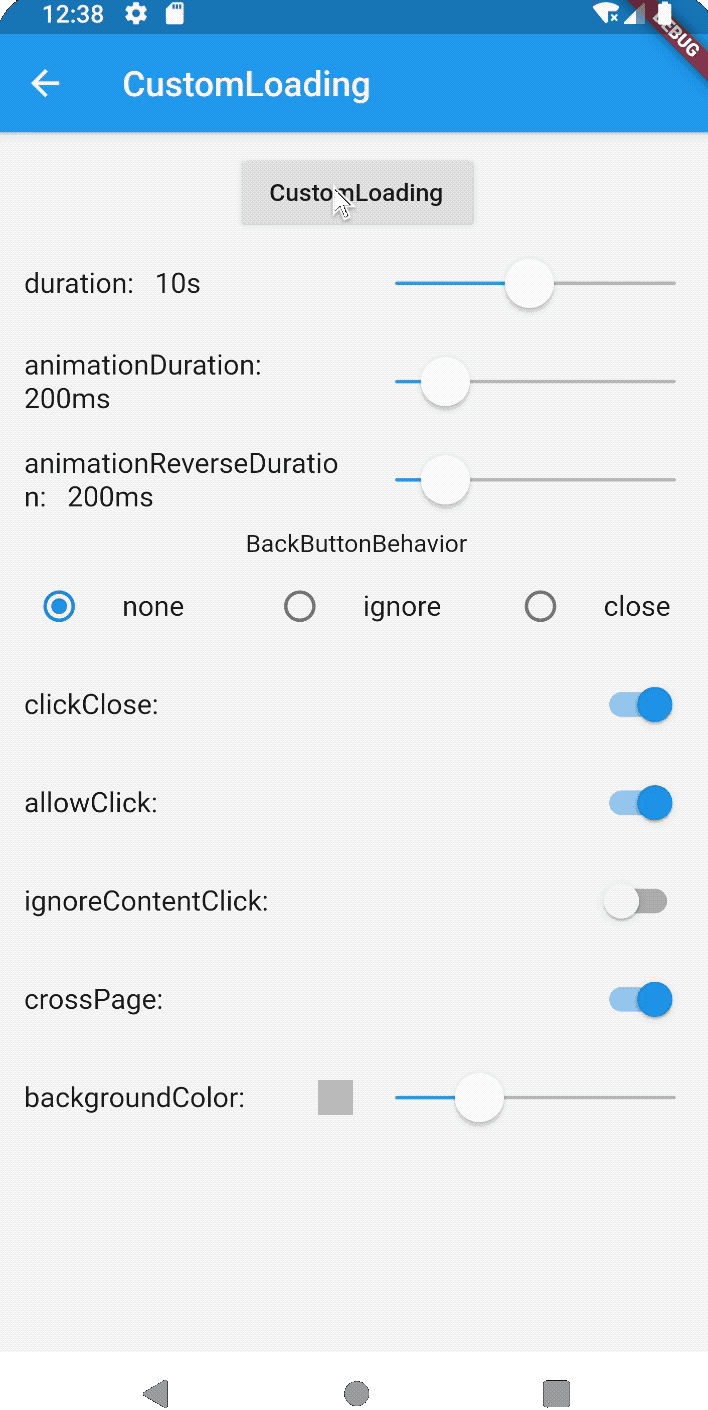 12:38
DEBUG
CustomLoading
CustomLoading
duration: 10s
animationDuration:
200ms
animationReverseDuratio
n: 200ms
BackButtonBehavior
none ignore close
clickClose:
allowClick:
ignoreContentClick:
crossPage:
backgroundColor: